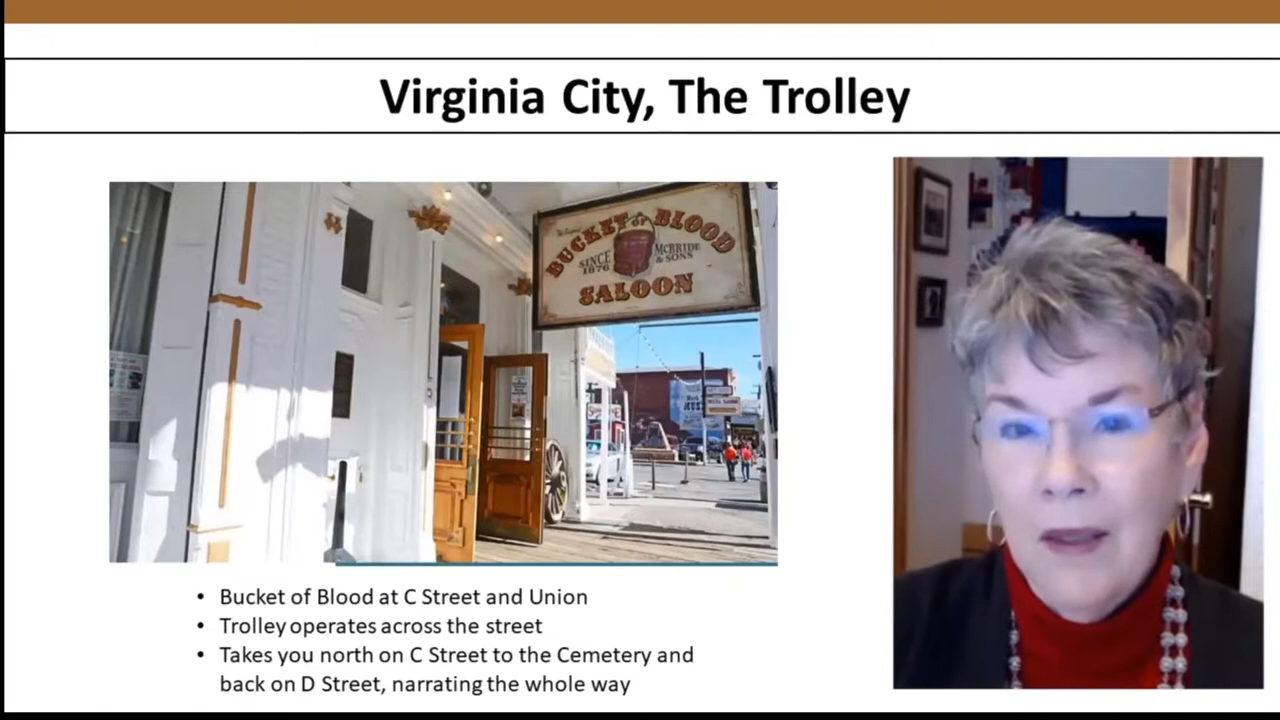 Virginia City, The Trolley
BUCKET OF BLOOD
SINCE 1876
McBRIDE & SONS
SALOON
• Bucket of Blood at C Street and Union
• Trolley operates across the street
• Takes you north on C Street to the Cemetery and
back on D Street, narrating the whole way